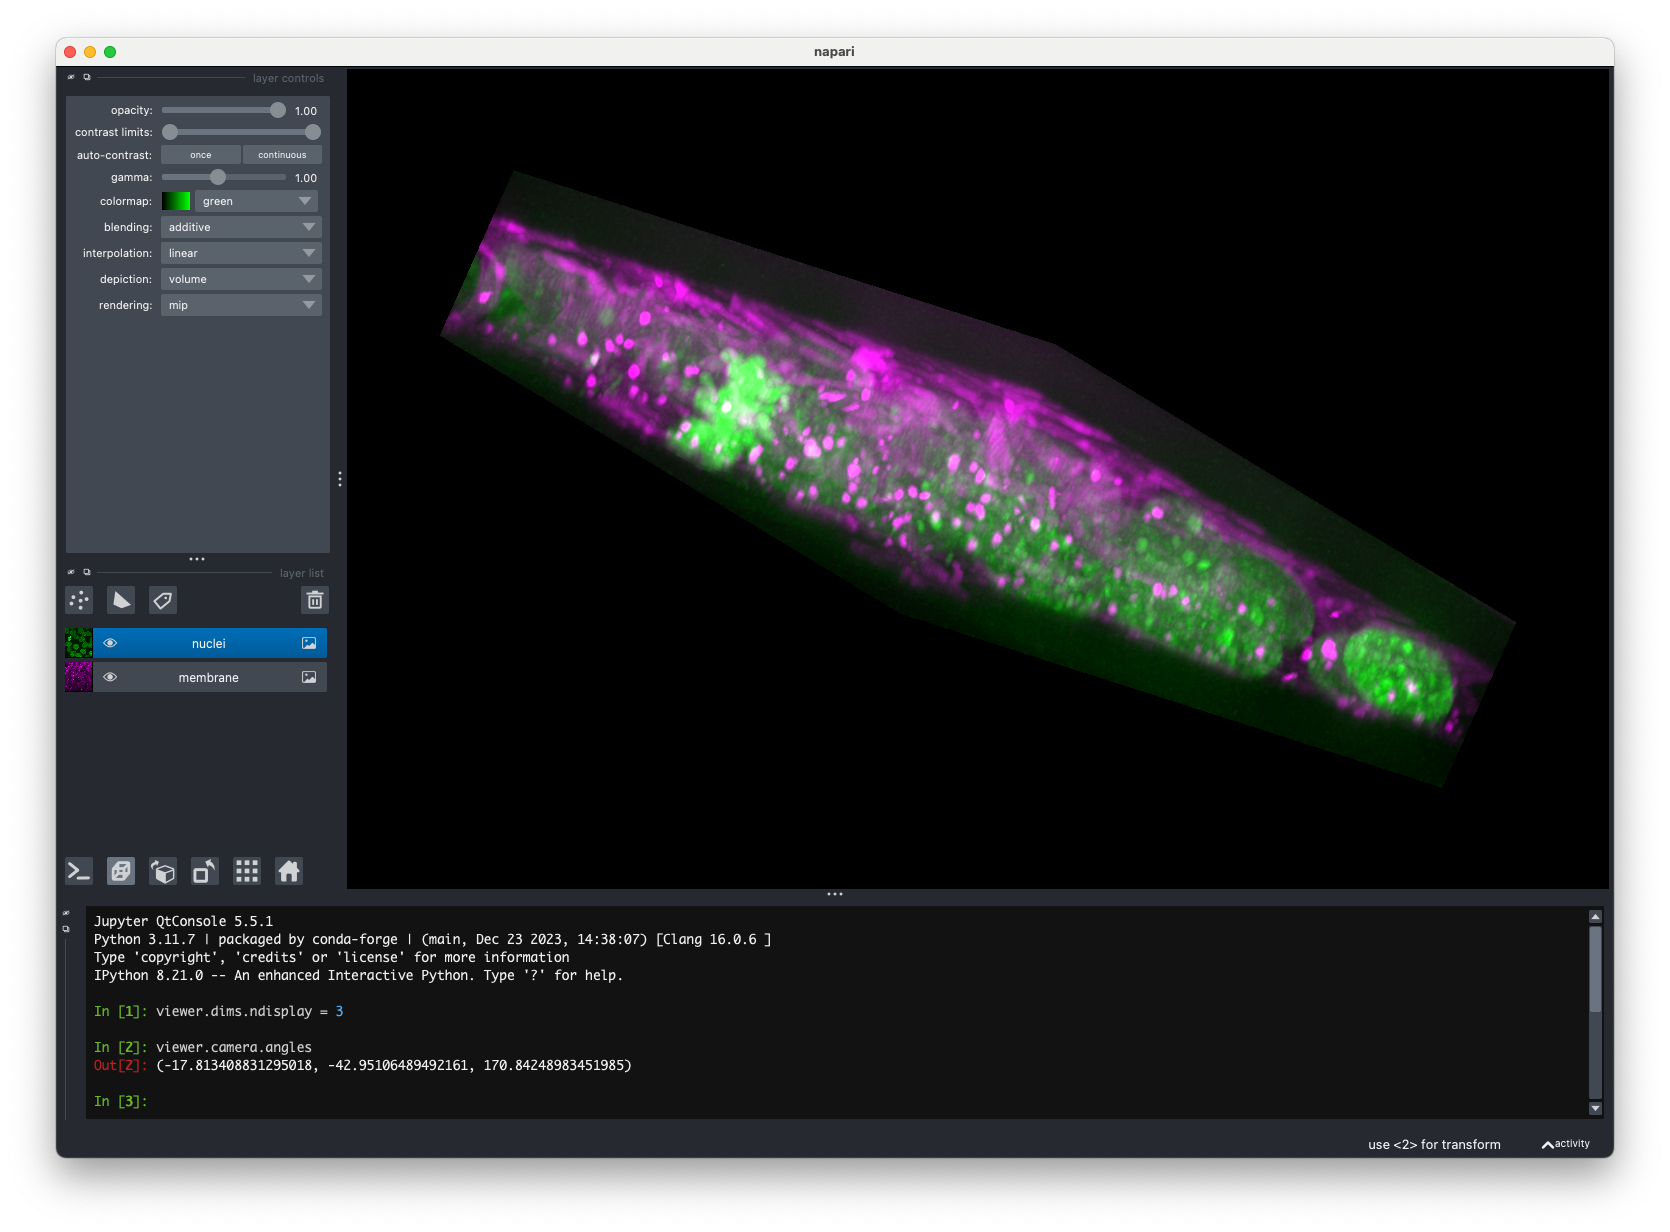 napari
layer controls
opacity: 1.00
contrast limits:
auto-contrast: once continuous
gamma: 1.00
colormap: green
blending: additive
interpolation: linear
depiction: volume
rendering: mip
layer list
nuclei
membrane
Jupyter QtConsole 5.5.1
Python 3.11.7 | packaged by conda-forge | (main, Dec 23 2023, 14:38:07) [Clang 16.0.6 ]
Type 'copyright', 'credits' or 'license' for more information
IPython 8.21.0 -- An enhanced Interactive Python. Type '?' for help.
In [1]: viewer.dims.ndisplay = 3
In [2]: viewer.camera.angles
Out[2]: (-17.813408831295018, -42.95106489492161, 170.84248983451985)
In [3]:
use <2> for transform activity